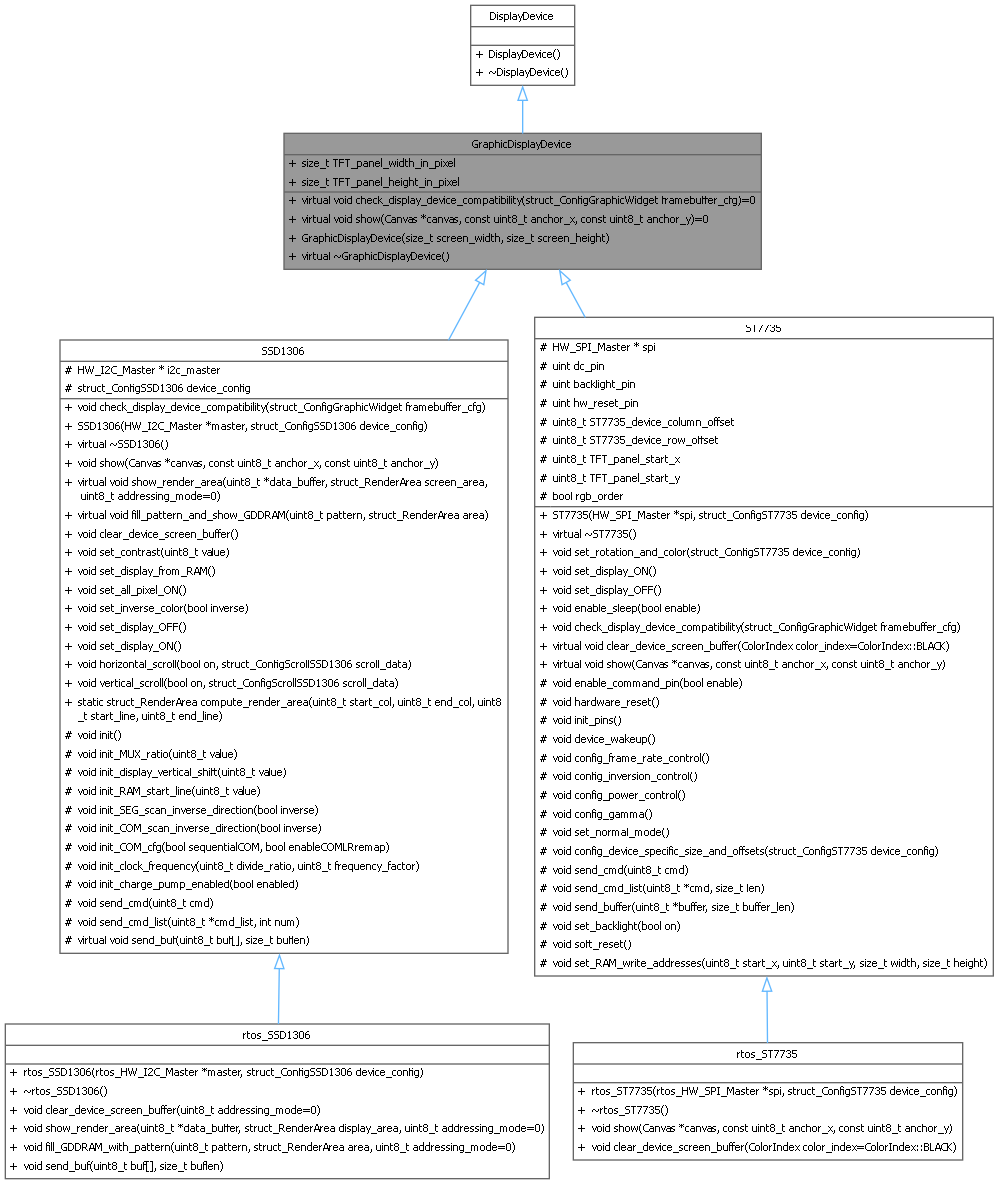 DisplayDevice
+ DisplayDevice()
+ ~DisplayDevice()
GraphicDisplayDevice
+ size_t TFT_panel_width_in_pixel
+ size_t TFT_panel_height_in_pixel
+ virtual void check_display_device_compatibility(struct_ConfigGraphicWidget framebuffer_cfg)=0
+ virtual void show(Canvas *canvas, const uint8_t anchor_x, const uint8_t anchor_y)=0
+ GraphicDisplayDevice(size_t screen_width, size_t screen_height)
+ virtual ~GraphicDisplayDevice()
SSD1306
# HW_I2C_Master * i2c_master
# struct_ConfigSSD1306 device_config
+ void check_display_device_compatibility(struct_ConfigGraphicWidget framebuffer_cfg)
+ SSD1306(HW_I2C_Master *master, struct_ConfigSSD1306 device_config)
+ virtual ~SSD1306()
+ void show(Canvas *canvas, const uint8_t anchor_x, const uint8_t anchor_y)
+ virtual void show_render_area(uint8_t *data_buffer, struct_RenderArea screen_area,
uint8_t addressing_mode=0)
+ virtual void fill_pattern_and_show_GDDRAM(uint8_t pattern, struct_RenderArea area)
+ void clear_device_screen_buffer()
+ void set_contrast(uint8_t value)
+ void set_display_from_RAM()
+ void set_all_pixel_ON()
+ void set_inverse_color(bool inverse)
+ void set_display_OFF()
+ void set_display_ON()
+ void horizontal_scroll(bool on, struct_ConfigScrollSSD1306 scroll_data)
+ void vertical_scroll(bool on, struct_ConfigScrollSSD1306 scroll_data)
+ static struct_RenderArea compute_render_area(uint8_t start_col, uint8_t end_col, uint8
_t start_line, uint8_t end_line)
# void init()
# void init_MUX_ratio(uint8_t value)
# void init_display_vertical_shift(uint8_t value)
# void init_RAM_start_line(uint8_t value)
# void init_SEG_scan_inverse_direction(bool inverse)
# void init_COM_scan_inverse_direction(bool inverse)
# void init_COM_cfg(bool sequentialCOM, bool enableCOMLRremap)
# void init_clock_frequency(uint8_t divide_ratio, uint8_t frequency_factor)
# void init_charge_pump_enabled(bool enabled)
# void send_cmd(uint8_t cmd)
# void send_cmd_list(uint8_t *cmd_list, int num)
# virtual void send_buf(uint8_t buf[], size_t buflen)
ST7735
# HW_SPI_Master * spi
# uint dc_pin
# uint backlight_pin
# uint hw_reset_pin
# uint8_t ST7735_device_column_offset
# uint8_t ST7735_device_row_offset
# uint8_t TFT_panel_start_x
# uint8_t TFT_panel_start_y
# bool rgb_order
+ ST7735(HW_SPI_Master *spi, struct_ConfigST7735 device_config)
+ virtual ~ST7735()
+ void set_rotation_and_color(struct_ConfigST7735 device_config)
+ void set_display_ON()
+ void set_display_OFF()
+ void enable_sleep(bool enable)
+ void check_display_device_compatibility(struct_ConfigGraphicWidget framebuffer_cfg)
+ virtual void clear_device_screen_buffer(ColorIndex color_index=ColorIndex::BLACK)
+ virtual void show(Canvas *canvas, const uint8_t anchor_x, const uint8_t anchor_y)
# void enable_command_pin(bool enable)
# void hardware_reset()
# void init_pins()
# void device_wakeup()
# void config_frame_rate_control()
# void config_inversion_control()
# void config_power_control()
# void config_gamma()
# void set_normal_mode()
# void config_device_specific_size_and_offsets(struct_ConfigST7735 device_config)
# void send_cmd(uint8_t cmd)
# void send_cmd_list(uint8_t *cmd, size_t len)
# void send_buffer(uint8_t *buffer, size_t buffer_len)
# void set_backlight(bool on)
# void soft_reset()
# void set_RAM_write_addresses(uint8_t start_x, uint8_t start_y, size_t width, size_t height)
rtos_SSD1306
+ rtos_SSD1306(rtos_HW_I2C_Master *master, struct_ConfigSSD1306 device_config)
+ ~rtos_SSD1306()
+ void clear_device_screen_buffer(uint8_t addressing_mode=0)
+ void show_render_area(uint8_t *data_buffer, struct_RenderArea display_area, uint8_t addressing_mode=0)
+ void fill_GDDRAM_with_pattern(uint8_t pattern, struct_RenderArea area, uint8_t addressing_mode=0)
+ void send_buf(uint8_t buf[], size_t buflen)
rtos_ST7735
+ rtos_ST7735(rtos_HW_SPI_Master *spi, struct_ConfigST7735 device_config)
+ ~rtos_ST7735()
+ void show(Canvas *canvas, const uint8_t anchor_x, const uint8_t anchor_y)
+ void clear_device_screen_buffer(ColorIndex color_index=ColorIndex::BLACK)